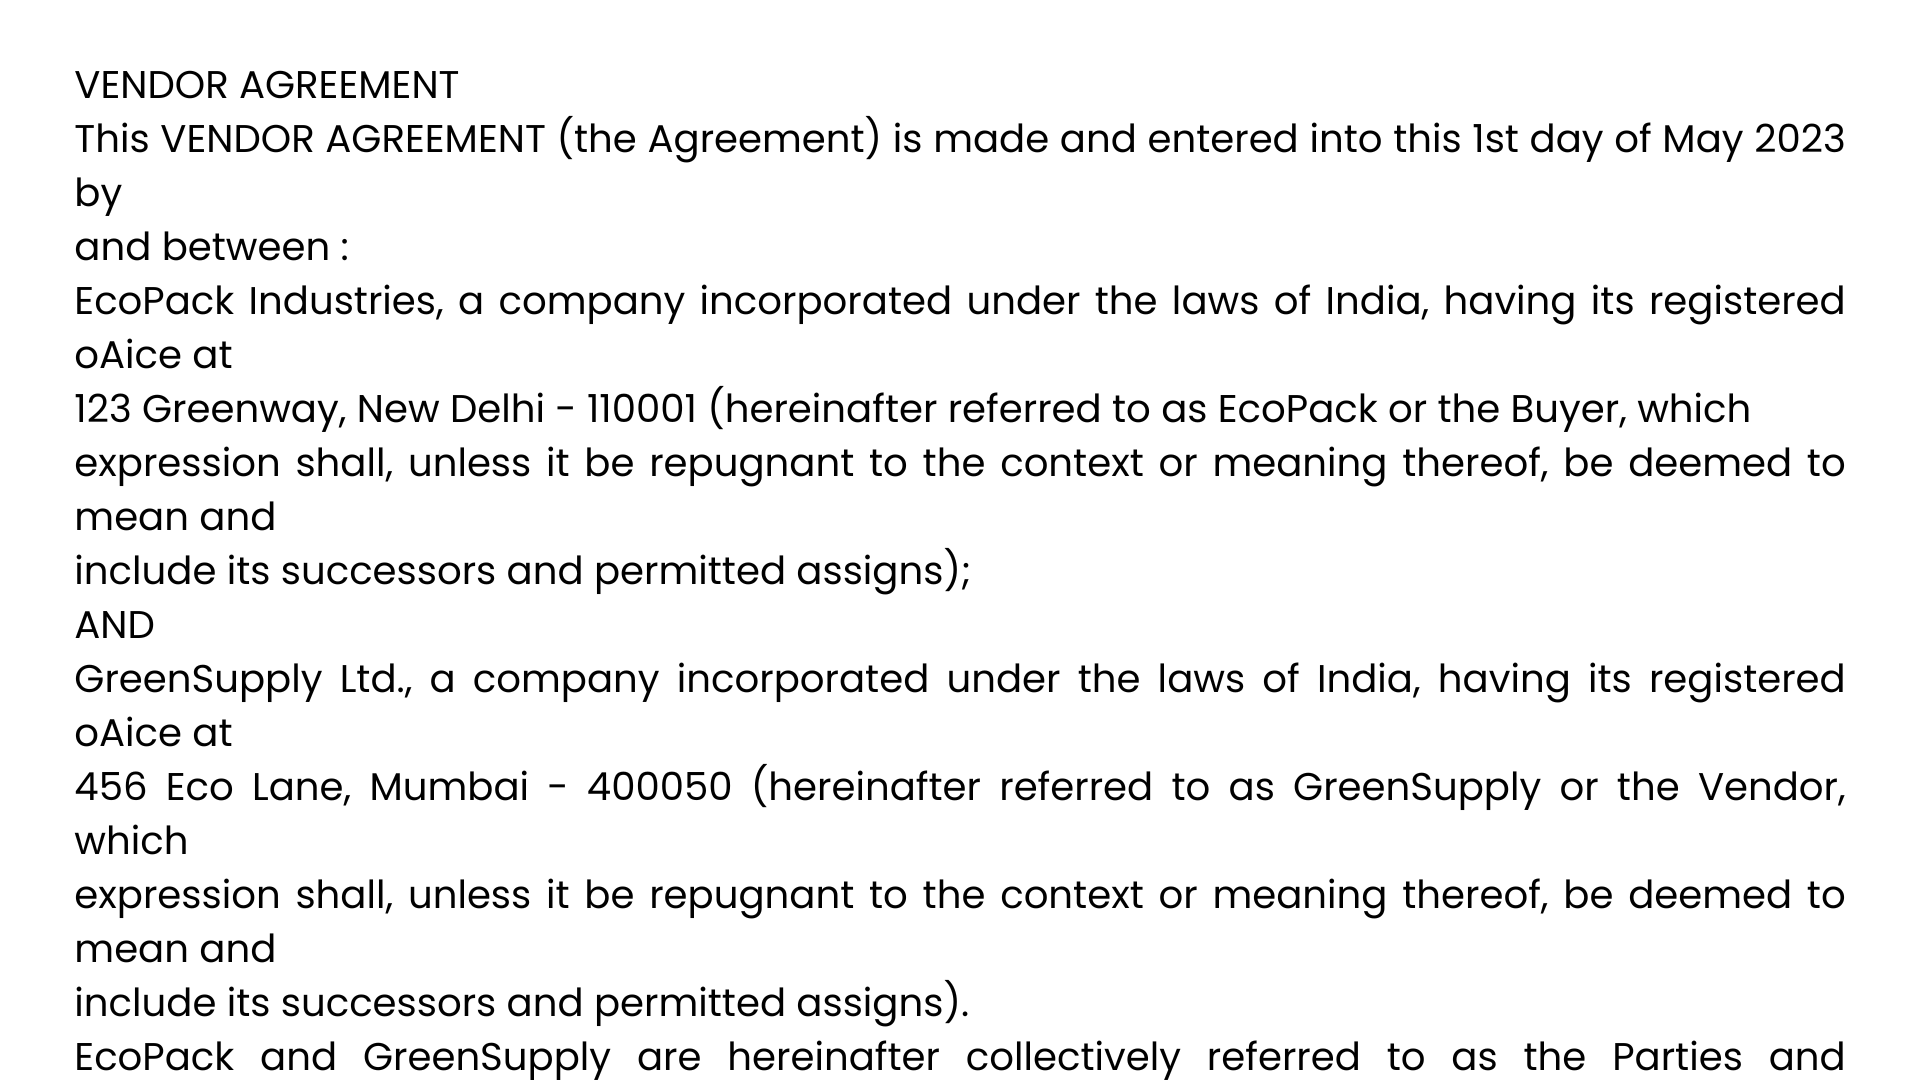 VENDOR AGREEMENT
This VENDOR AGREEMENT (the Agreement) is made and entered into this 1st day of May 2023
by
and between :
EcoPack Industries, a company incorporated under the laws of India, having its registered
oAice at
123 Greenway, New Delhi - 110001 (hereinafter referred to as EcoPack or the Buyer, which
expression shall, unless it be repugnant to the context or meaning thereof, be deemed to
mean and
include its successors and permitted assigns);
AND
GreenSupply Ltd., a company incorporated under the laws of India, having its registered
oAice at
456 Eco Lane, Mumbai - 400050 (hereinafter referred to as GreenSupply or the Vendor,
which
expression shall, unless it be repugnant to the context or meaning thereof, be deemed to
mean and
include its successors and permitted assigns).
EcoPack and GreenSupply are hereinafter collectively referred to as the Parties and